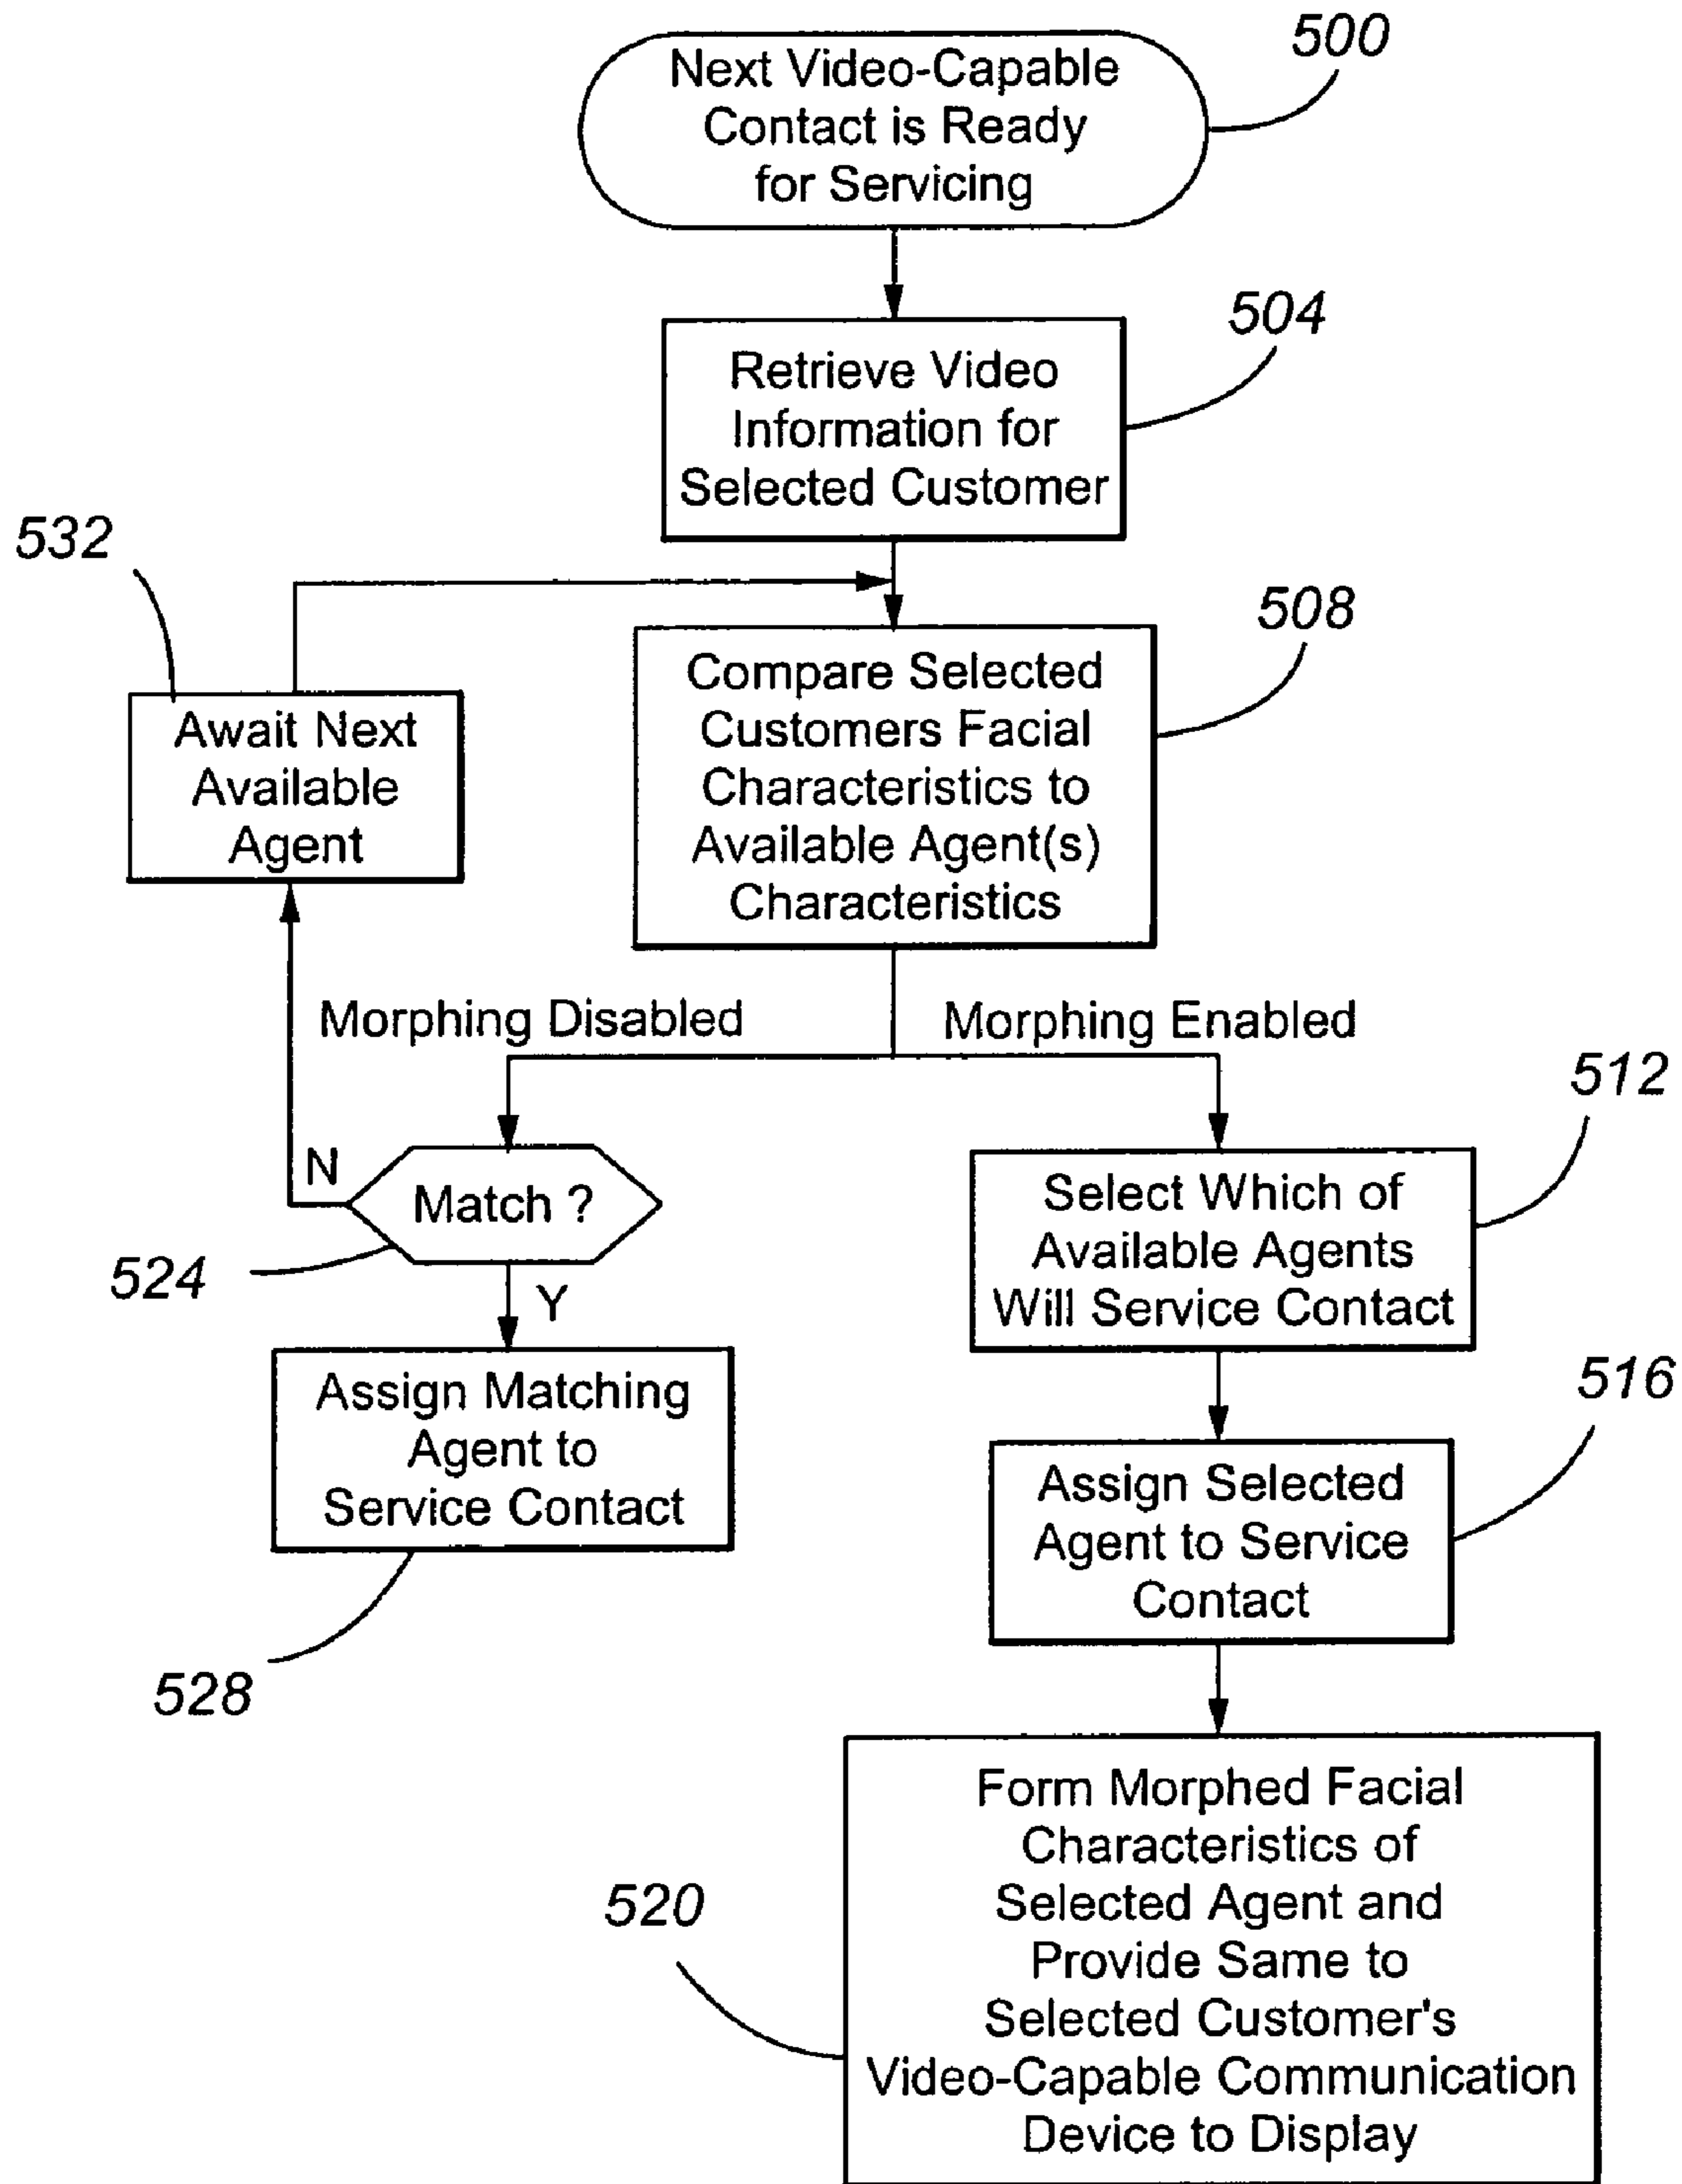 500
Next Video-Capable
Contact is Ready
for Servicing
504
Retrieve Video
Information for
Selected Customer
532
Await Next
Available
Agent
508
Compare Selected
Customers Facial
Characteristics to
Available Agent(s)
Characteristics
Morphing Disabled
Morphing Enabled
512
N
Match ?
524
Y
Select Which of
Available Agents
Will Service Contact
516
Assign Matching
Agent to
Service Contact
528
Assign Selected
Agent to Service
Contact
520
Form Morphed Facial
Characteristics of
Selected Agent and
Provide Same to
Selected Customer's
Video-Capable Communication
Device to Display